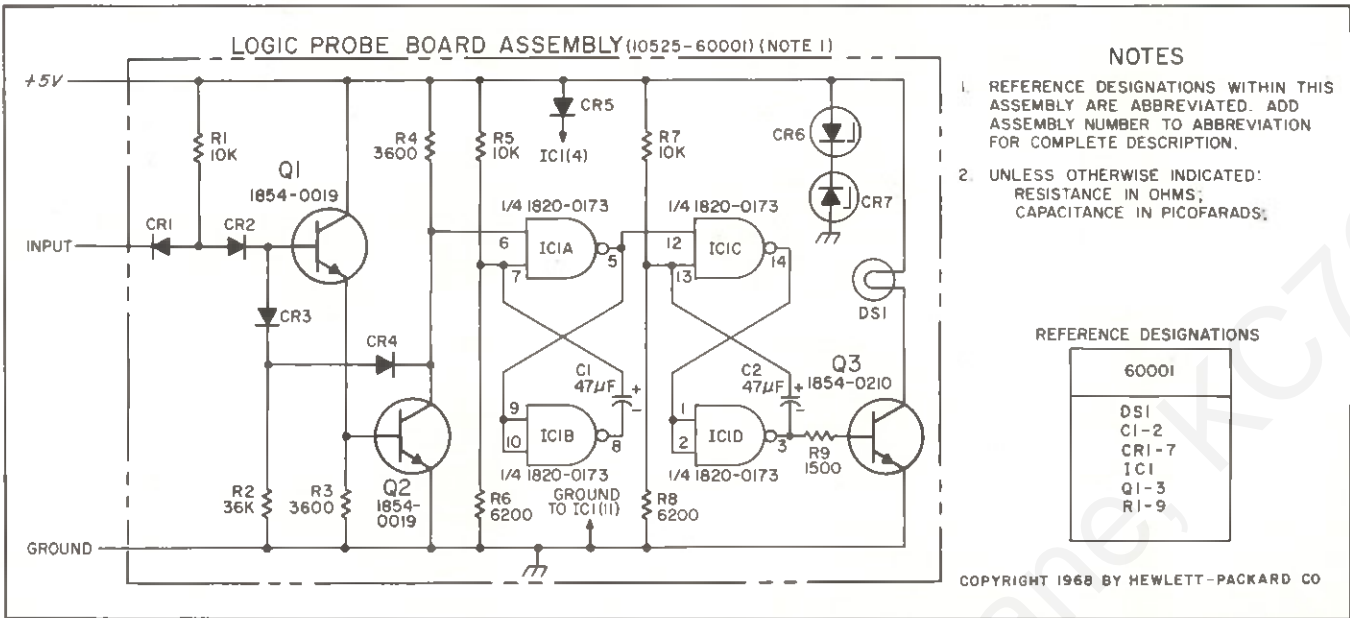 LOGIC PROBE BOARD ASSEMBLY (10525-60001) (NOTE 1)
+5V
R1
10K
Q1
1854-0019
CR1
CR2
INPUT
CR3
CR4
R4
3600
R5
10K
CR5
IC1(4)
R7
10K
CR6
CR7
1/4 1820-0173
6
7
IC1A
5
1/4 1820-0173
12
13
IC1C
14
DS1
C1
47µF
+
-
C2
47µF
+
-
Q3
1854-0210
9
10
IC1B
8
1/4 1820-0173
1
2
IC1D
3
1/4 1820-0173
R9
1500
R2
36K
R3
3600
Q2
1854-
0019
R6
6200
GROUND
TO IC1(11)
R8
6200
GROUND
NOTES
1. REFERENCE DESIGNATIONS WITHIN THIS
ASSEMBLY ARE ABBREVIATED. ADD
ASSEMBLY NUMBER TO ABBREVIATION
FOR COMPLETE DESCRIPTION.
2. UNLESS OTHERWISE INDICATED:
RESISTANCE IN OHMS;
CAPACITANCE IN PICOFARADS;
REFERENCE DESIGNATIONS
60001
DS1
C1-2
CR1-7
IC1
Q1-3
R1-9
COPYRIGHT 1968 BY HEWLETT-PACKARD CO